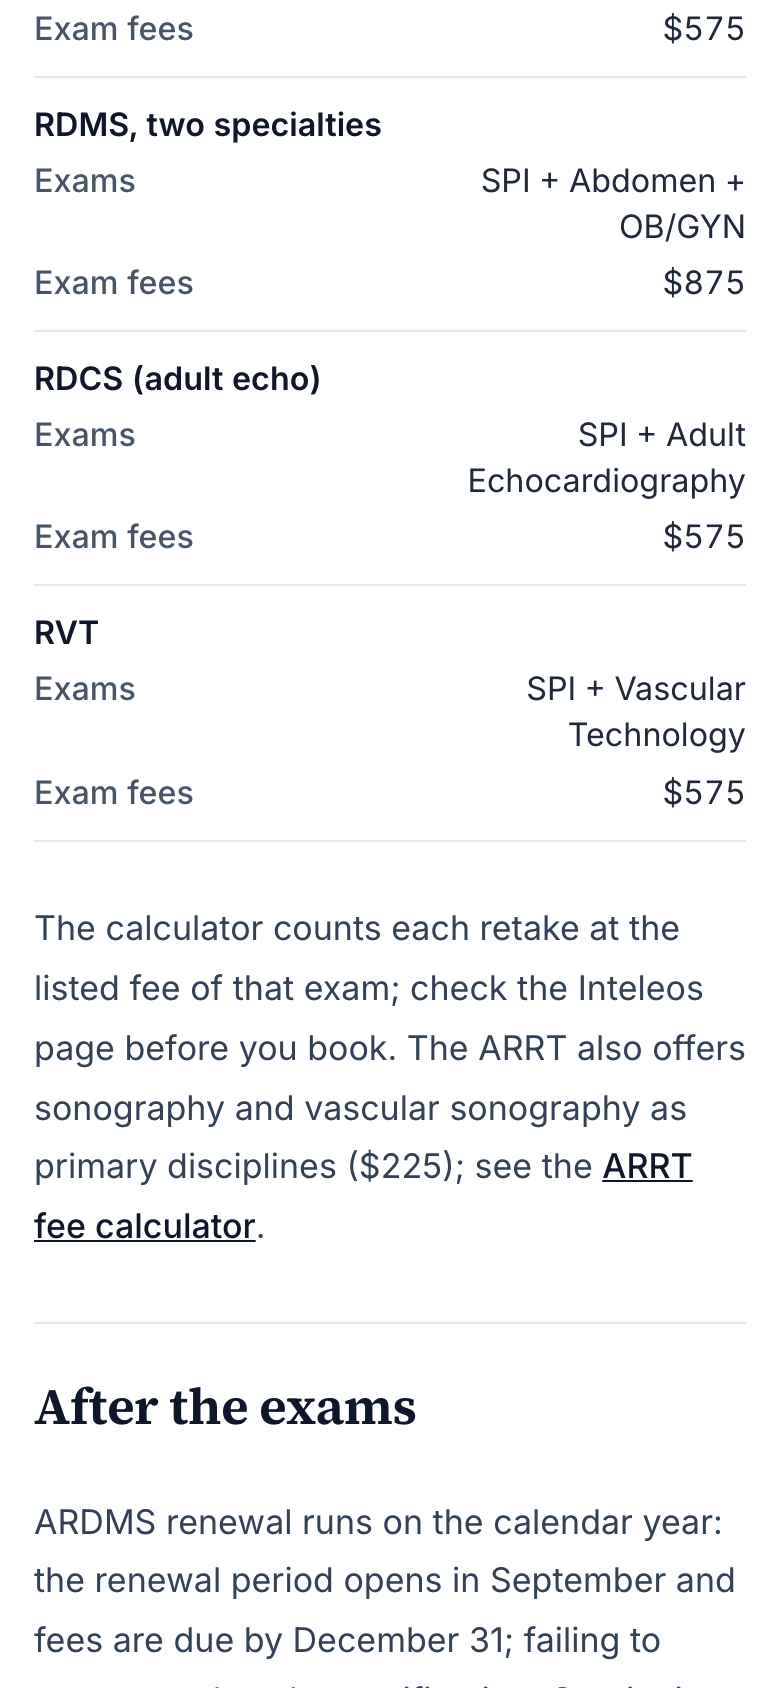 Exam fees $575
RDMS, two specialties
Exams SPI + Abdomen +
OB/GYN
Exam fees $875
RDCS (adult echo)
Exams SPI + Adult
Echocardiography
Exam fees $575
RVT
Exams SPI + Vascular
Technology
Exam fees $575
The calculator counts each retake at the
listed fee of that exam; check the Inteleos
page before you book. The ARRT also offers
sonography and vascular sonography as
primary disciplines ($225); see the ARRT
fee calculator.
After the exams
ARDMS renewal runs on the calendar year:
the renewal period opens in September and
fees are due by December 31; failing to